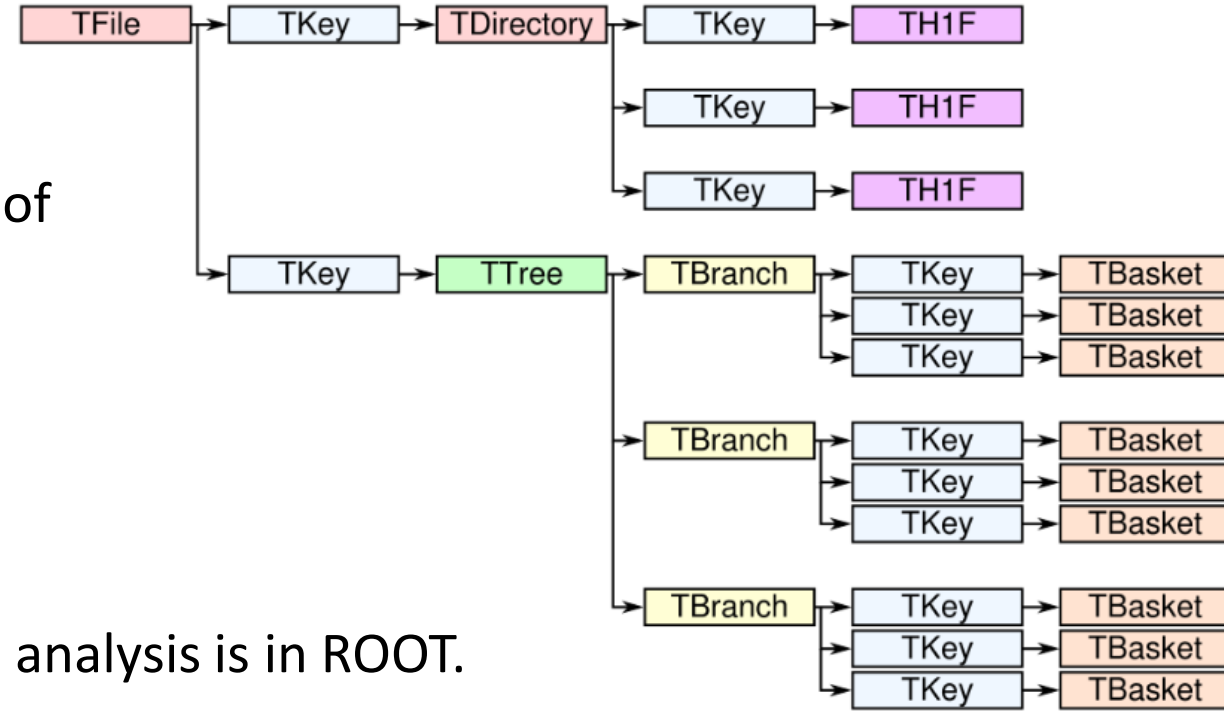 TFile TKey TDirectory TKey TH1F
TKey TH1F
TKey TH1F
of
TKey TTree TBranch TKey TBasket
TKey TBasket
TKey TBasket
TBranch TKey TBasket
TKey TBasket
TKey TBasket
TBranch TKey TBasket
analysis is in ROOT.
TKey TBasket
TKey TBasket